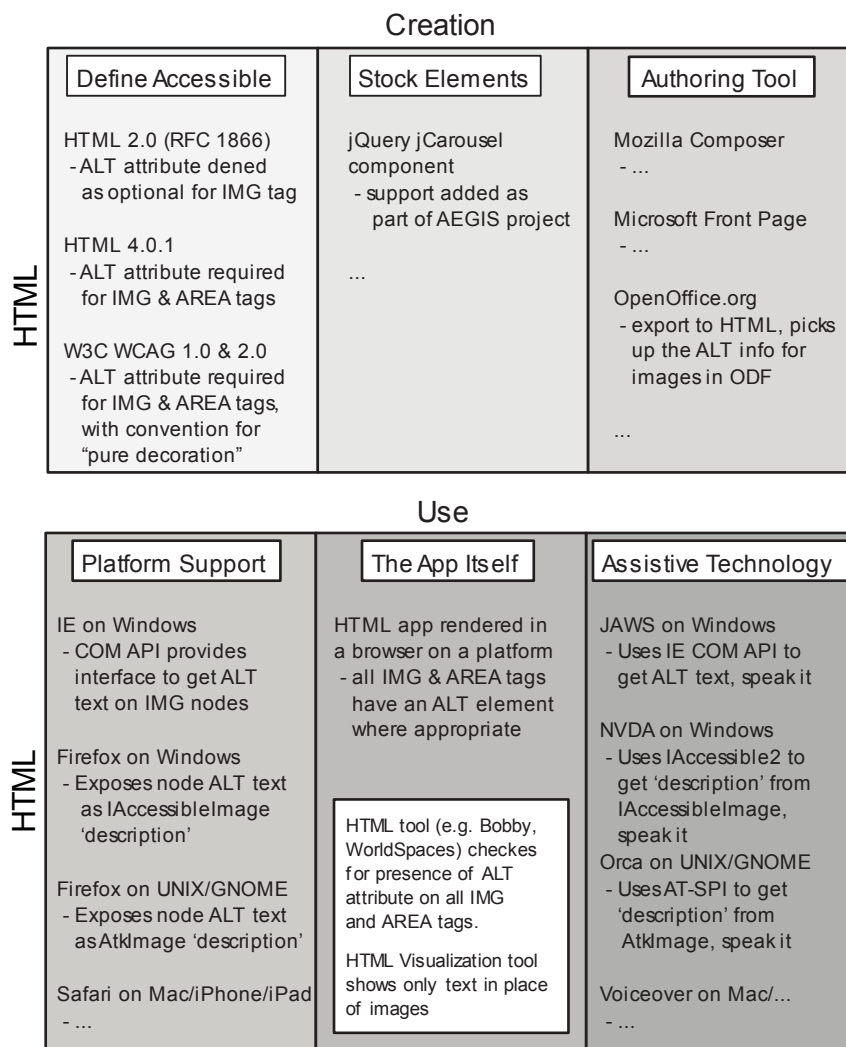 Creation
Define Accessible
HTML 2.0 (RFC 1866)
- ALT attribute dened
as optional for IMG tag
HTML 4.0.1
- ALT attribute required
for IMG & AREA tags
W3C WCAG 1.0 & 2.0
- ALT attribute required
for IMG & AREA tags,
with convention for
“pure decoration”
Stock Elements
jQuery jCarousel
component
- support added as
part of AEGIS project
...
Authoring Tool
Mozilla Composer
- ...
Microsoft Front Page
- ...
OpenOffice.org
- export to HTML, picks
up the ALT info for
images in ODF
...
HTML
Use
Platform Support
IE on Windows
- COM API provides
interface to get ALT
text on IMG nodes
Firefox on Windows
- Exposes node ALT text
as IAccessibleImage
‘description’
Firefox on UNIX/GNOME
- Exposes node ALT text
as AtkImage ‘description’
Safari on Mac/iPhone/iPad
- ...
The App Itself
HTML app rendered in
a browser on a platform
- all IMG & AREA tags
have an ALT element
where appropriate
HTML tool (e.g. Bobby,
WorldSpaces) checkes
for presence of ALT
attribute on all IMG
and AREA tags.
HTML Visualization tool
shows only text in place
of images
Assistive Technology
JAWS on Windows
- Uses IE COM API to
get ALT text, speak it
NVDA on Windows
- Uses IAccessible2 to
get ‘description’ from
IAccessibleImage,
speak it
Orca on UNIX/GNOME
- Uses AT-SPI to get
‘description’ from
AtkImage, speak it
Voiceover on Mac/...
- ...
HTML